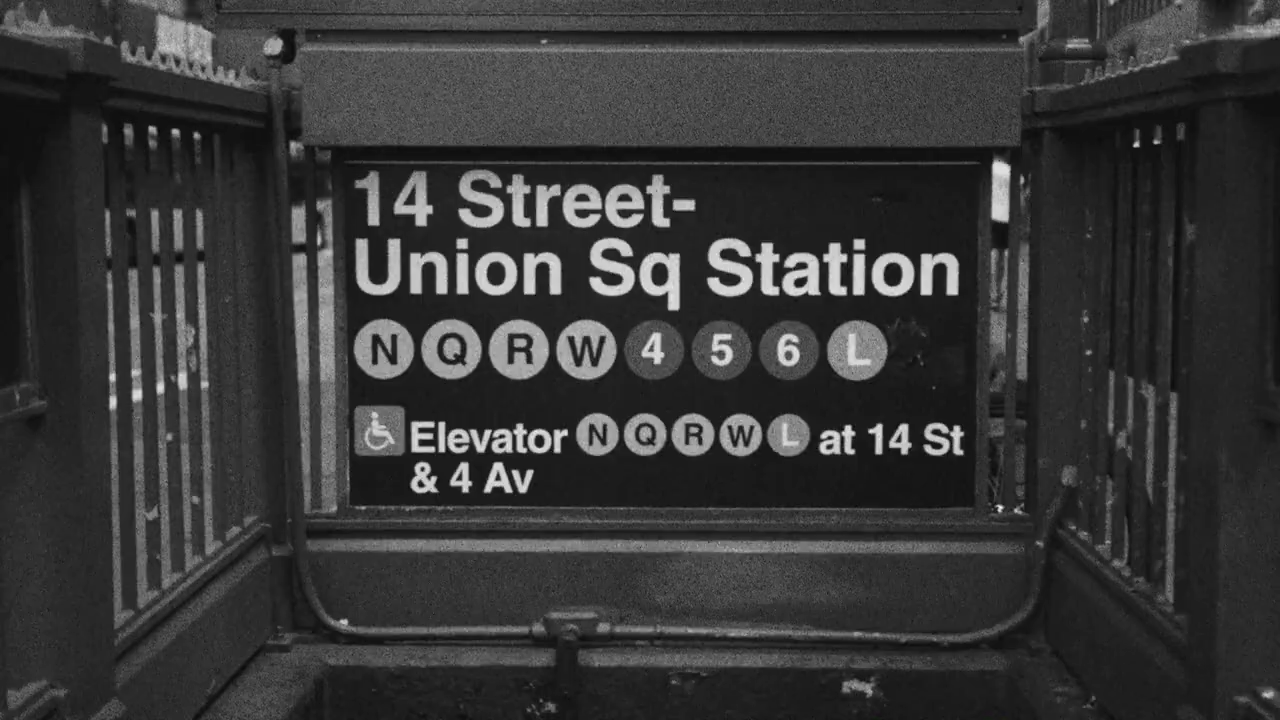 14 Street-
Union Sq Station
N Q R W 4 5 6 L
Elevator N Q R W L at 14 St
& 4 Av